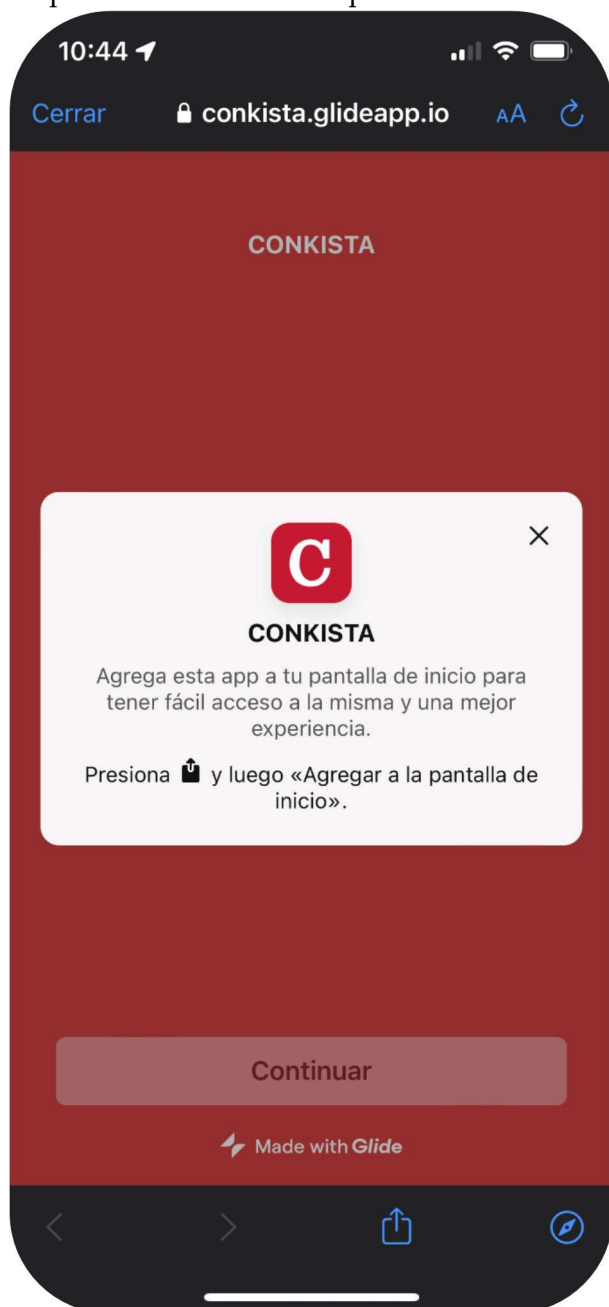 10:44
Cerrar conkista.glideapp.io AA
CONKISTA
C
CONKISTA
Agrega esta app a tu pantalla de inicio para
tener fácil acceso a la misma y una mejor
experiencia.
Presiona y luego «Agregar a la pantalla de
inicio».
Continuar
Made with Glide